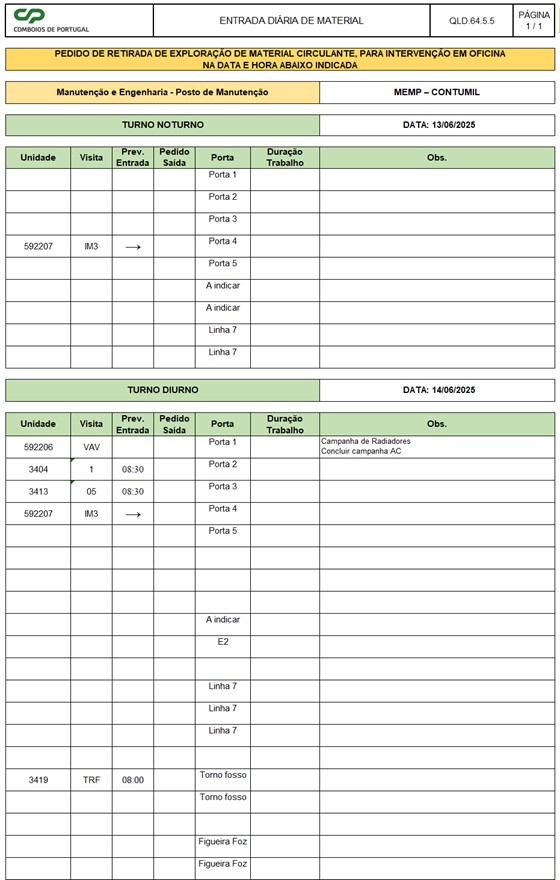 CP
COMBOIOS DE PORTUGAL
ENTRADA DIÁRIA DE MATERIAL
QLD.64.5.5
PÁGINA
1 / 1
PEDIDO DE RETIRADA DE EXPLORAÇÃO DE MATERIAL CIRCULANTE, PARA INTERVENÇÃO EM OFICINA
NA DATA E HORA ABAIXO INDICADA
Manutenção e Engenharia - Posto de Manutenção
MEMP – CONTUMIL
TURNO NOTURNO
DATA: 13/06/2025
Unidade Visita Prev. Entrada Pedido Saída Porta Duração Trabalho Obs.
Porta 1
Porta 2
Porta 3
592207 IM3 → Porta 4
Porta 5
A indicar
A indicar
Linha 7
Linha 7
TURNO DIURNO
DATA: 14/06/2025
Unidade Visita Prev. Entrada Pedido Saída Porta Duração Trabalho Obs.
592206 VAV Porta 1 Campanha de Radiadores
Concluir campanha AC
3404 1 08:30 Porta 2
3413 05 08:30 Porta 3
592207 IM3 → Porta 4
Porta 5
A indicar
E2
Linha 7
Linha 7
Linha 7
3419 TRF 08:00 Torno fosso
Torno fosso
Figueira Foz
Figueira Foz